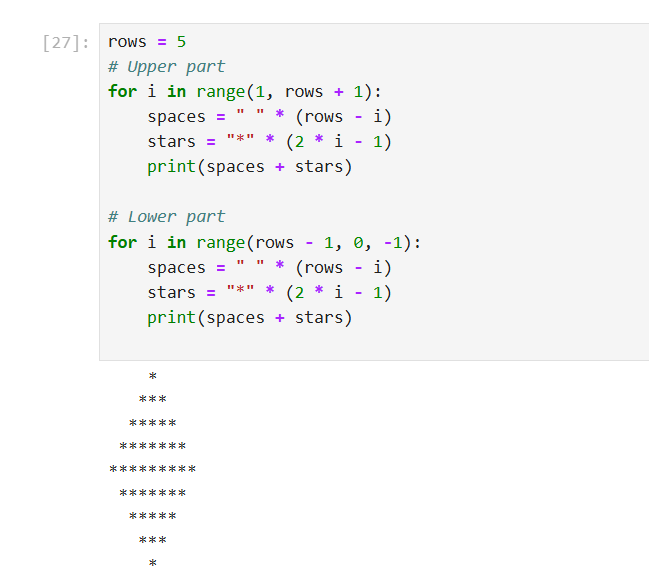 [27]: rows = 5
# Upper part
for i in range(1, rows + 1):
    spaces = " " * (rows - i)
    stars = "*" * (2 * i - 1)
    print(spaces + stars)

# Lower part
for i in range(rows - 1, 0, -1):
    spaces = " " * (rows - i)
    stars = "*" * (2 * i - 1)
    print(spaces + stars)

    *
   ***
  *****
 *******
*********
 *******
  *****
   ***
    *